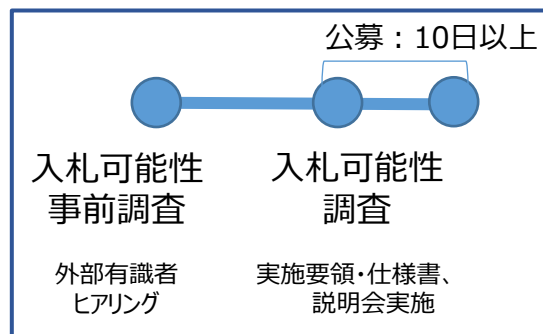 公募：10日以上
入札可能性
事前調査
入札可能性
調査
外部有識者
ヒアリング
実施要領・仕様書、
説明会実施